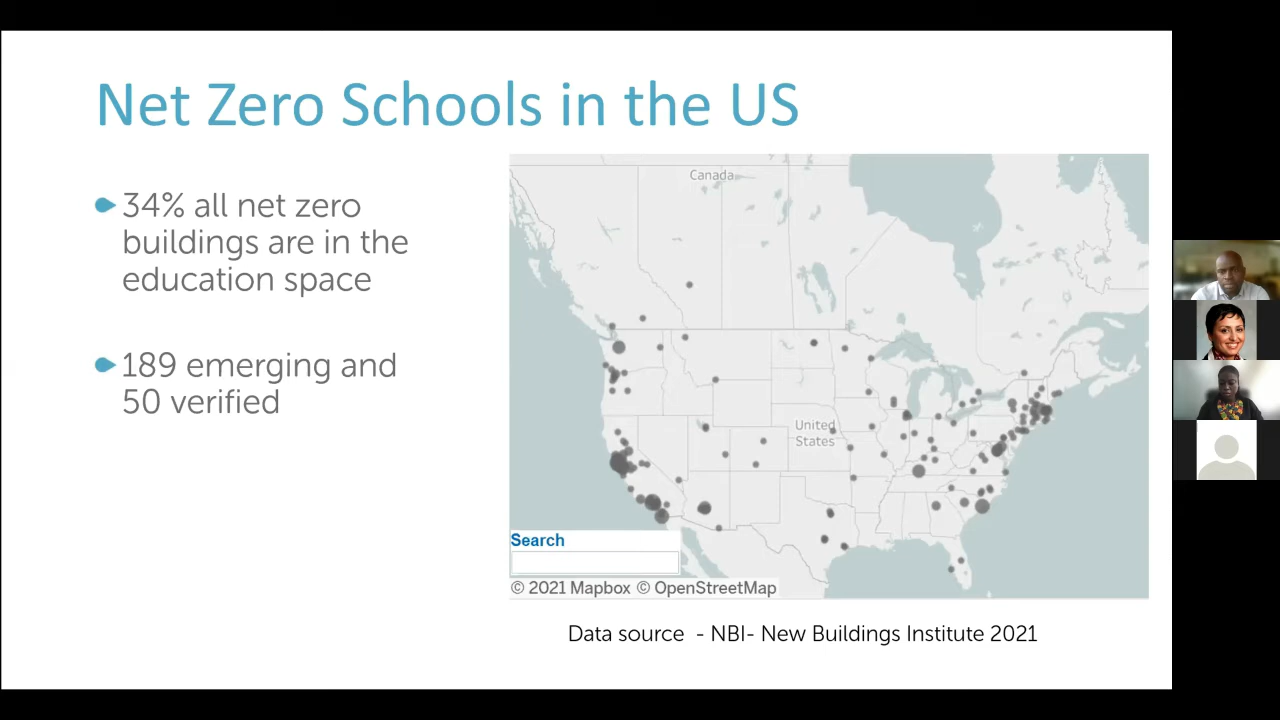 Net Zero Schools in the US
34% all net zero
buildings are in the
education space
189 emerging and
50 verified
Canada
United
States
Search
© 2021 Mapbox © OpenStreetMap
Data source - NBI- New Buildings Institute 2021